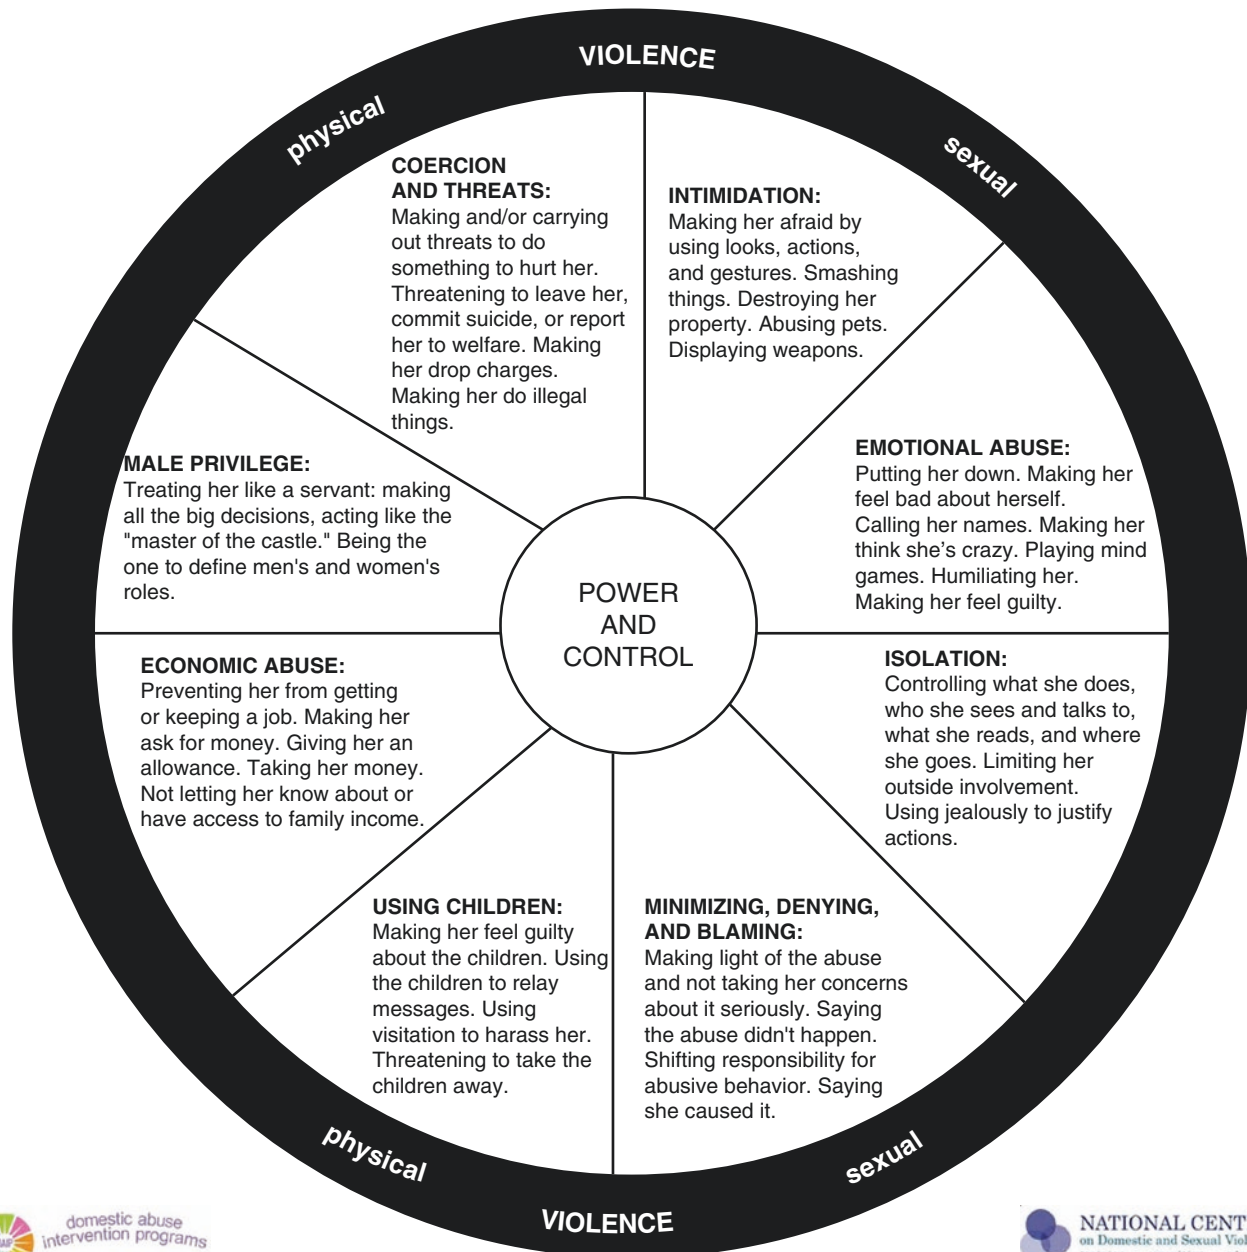 VIOLENCE
physical
sexual
COERCION
AND THREATS:
Making and/or carrying
out threats to do
something to hurt her.
Threatening to leave her,
commit suicide, or report
her to welfare. Making
her drop charges.
Making her do illegal
things.
INTIMIDATION:
Making her afraid by
using looks, actions,
and gestures. Smashing
things. Destroying her
property. Abusing pets.
Displaying weapons.
MALE PRIVILEGE:
Treating her like a servant: making
all the big decisions, acting like the
"master of the castle." Being the
one to define men's and women's
roles.
EMOTIONAL ABUSE:
Putting her down. Making her
feel bad about herself.
Calling her names. Making her
think she’s crazy. Playing mind
games. Humiliating her.
Making her feel guilty.
POWER
AND
CONTROL
ECONOMIC ABUSE:
Preventing her from getting
or keeping a job. Making her
ask for money. Giving her an
allowance. Taking her money.
Not letting her know about or
have access to family income.
ISOLATION:
Controlling what she does,
who she sees and talks to,
what she reads, and where
she goes. Limiting her
outside involvement.
Using jealously to justify
actions.
USING CHILDREN:
Making her feel guilty
about the children. Using
the children to relay
messages. Using
visitation to harass her.
Threatening to take the
children away.
MINIMIZING, DENYING,
AND BLAMING:
Making light of the abuse
and not taking her concerns
about it seriously. Saying
the abuse didn't happen.
Shifting responsibility for
abusive behavior. Saying
she caused it.
physical
sexual
VIOLENCE
domestic abuse
intervention programs
NATIONAL CENT
on Domestic and Sexual Viol